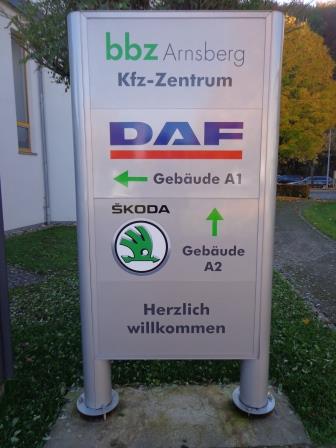 bbz Arnsberg
Kfz-Zentrum
DAF
Gebäude A1
ŠKODA
Gebäude
A2
Herzlich
willkommen